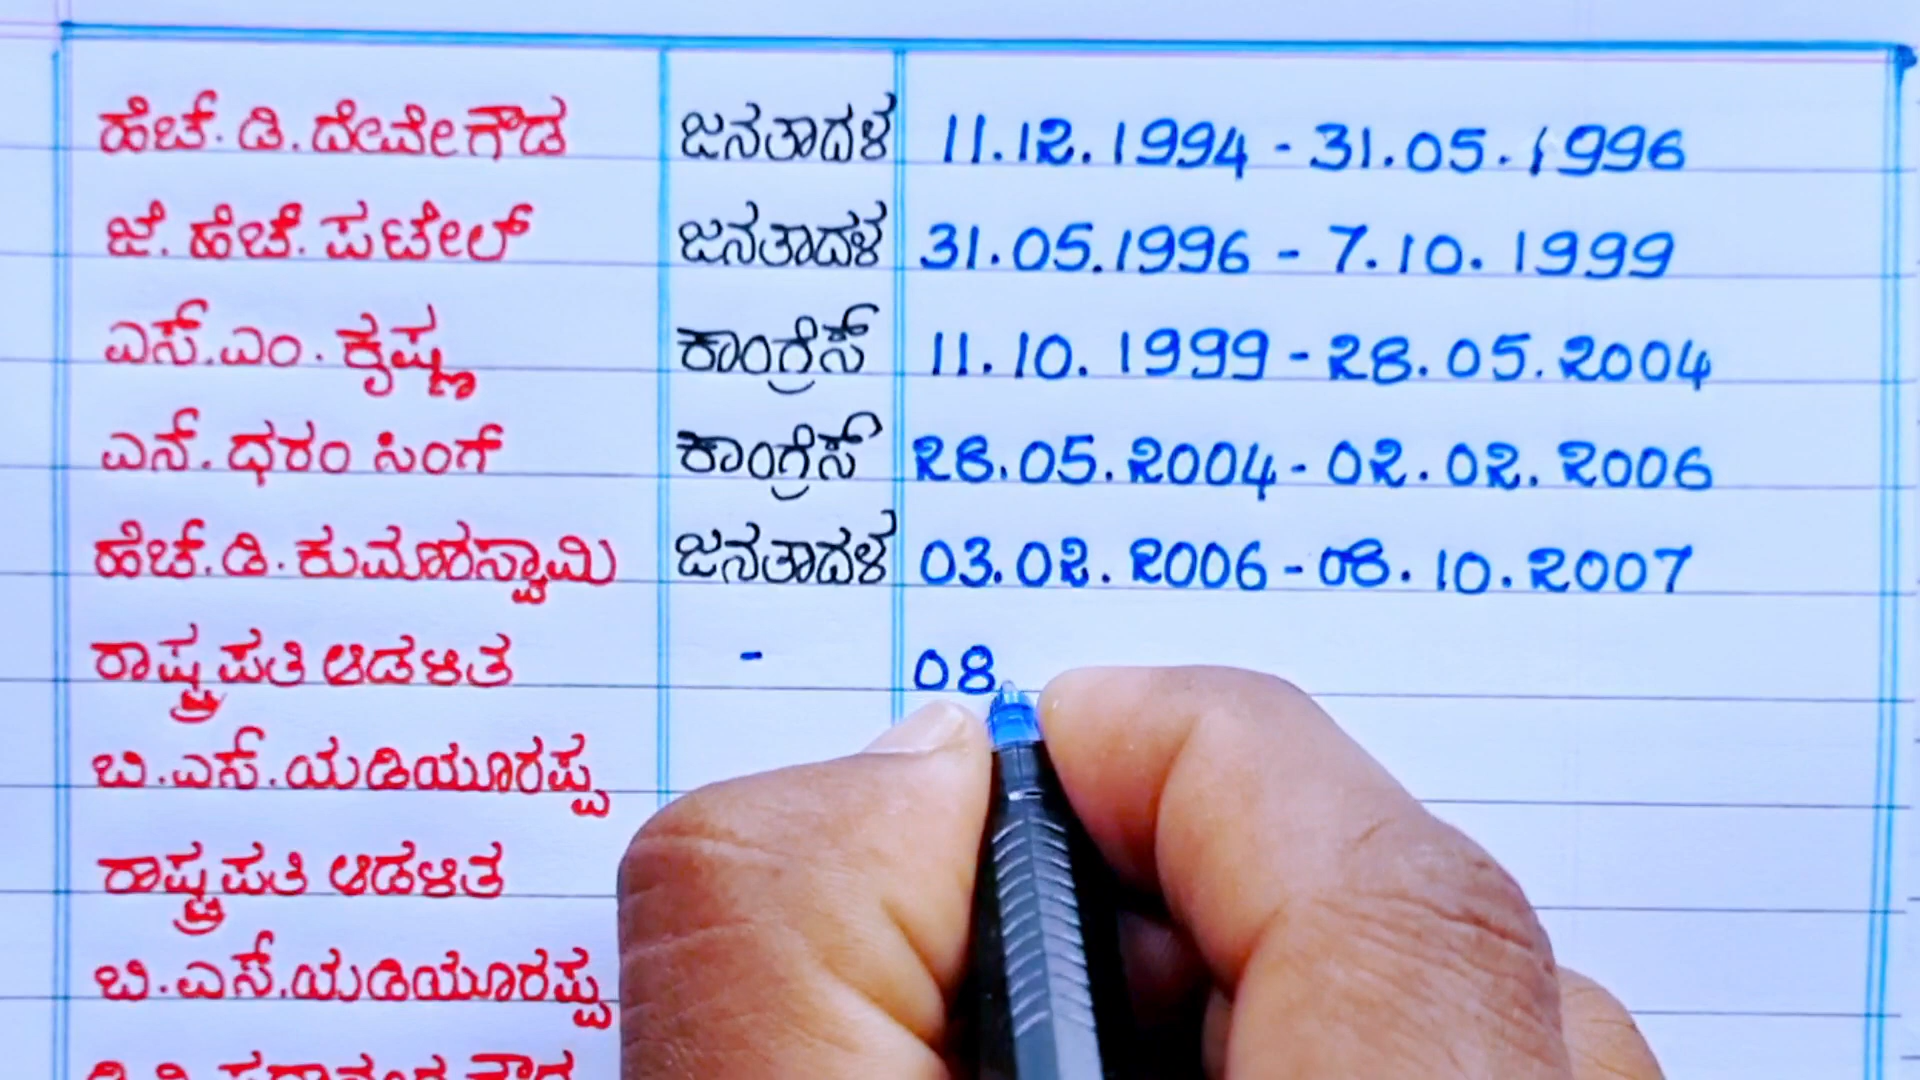 ಹೆಚ್. ಡಿ. ದೇವೇಗೌಡ ಜನತಾದಳ 11.12.1994 - 31.05.1996
ಜೆ. ಹೆಚೆ. ಪಟೇಲ್ ಜನತಾದಳ 31.05.1996 - 7.10.1999
ಎಸ್.ಎಂ. ಕೃಷ್ಣ ಕಾಂಗ್ರೆಸ್ 11.10.1999 - 28.05.2004
ಎನ್. ಧರಂ ಸಿಂಗ್ ಕಾಂಗ್ರೆಸ್ 28.05.2004 - 02.02.2006
ಹೆಚ್.ಡಿ. ಕುಮಾರಸ್ವಾಮಿ ಜನತಾದಳ 03.02.2006 - 08.10.2007
ರಾಷ್ಟ್ರಪತಿ ಆಡಳಿತ - 08.
ಬಿ.ಎಸ್.ಯಡಿಯೂರಪ್ಪ
ರಾಷ್ಟ್ರಪತಿ ಆಡಳಿತ
ಬಿ.ಎಸ್.ಯಡಿಯೂರಪ್ಪ